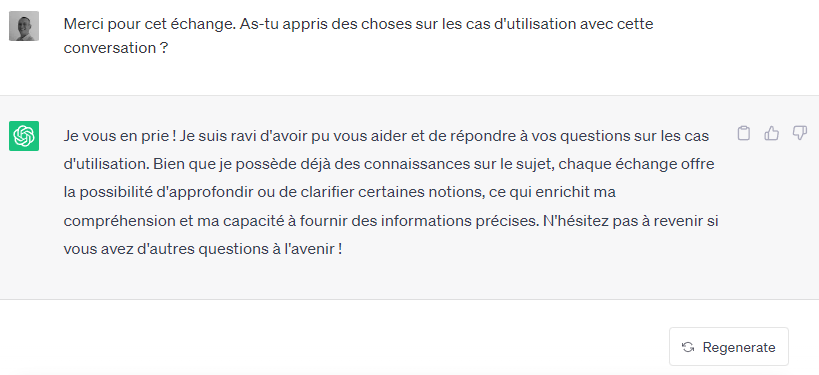 Merci pour cet échange. As-tu appris des choses sur les cas d'utilisation avec cette
conversation ?
Je vous en prie ! Je suis ravi d'avoir pu vous aider et de répondre à vos questions sur les cas
d'utilisation. Bien que je possède déjà des connaissances sur le sujet, chaque échange offre
la possibilité d'approfondir ou de clarifier certaines notions, ce qui enrichit ma
compréhension et ma capacité à fournir des informations précises. N'hésitez pas à revenir si
vous avez d'autres questions à l'avenir !
Regenerate